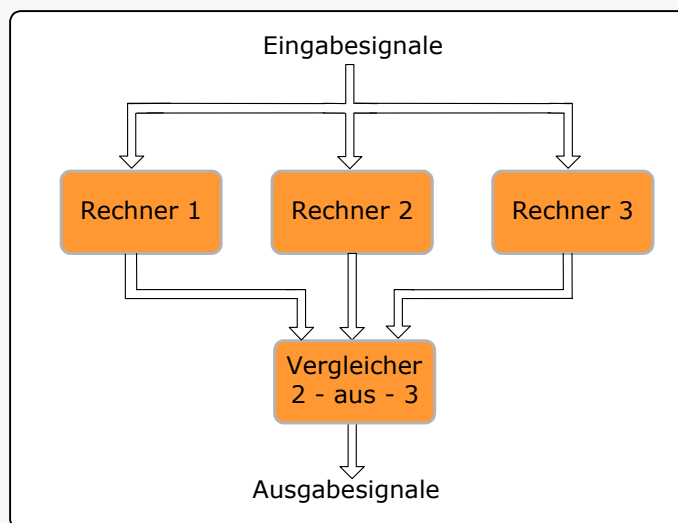 Eingabesignale
Rechner 1
Rechner 2
Rechner 3
Vergleicher
2 - aus - 3
Ausgabesignale